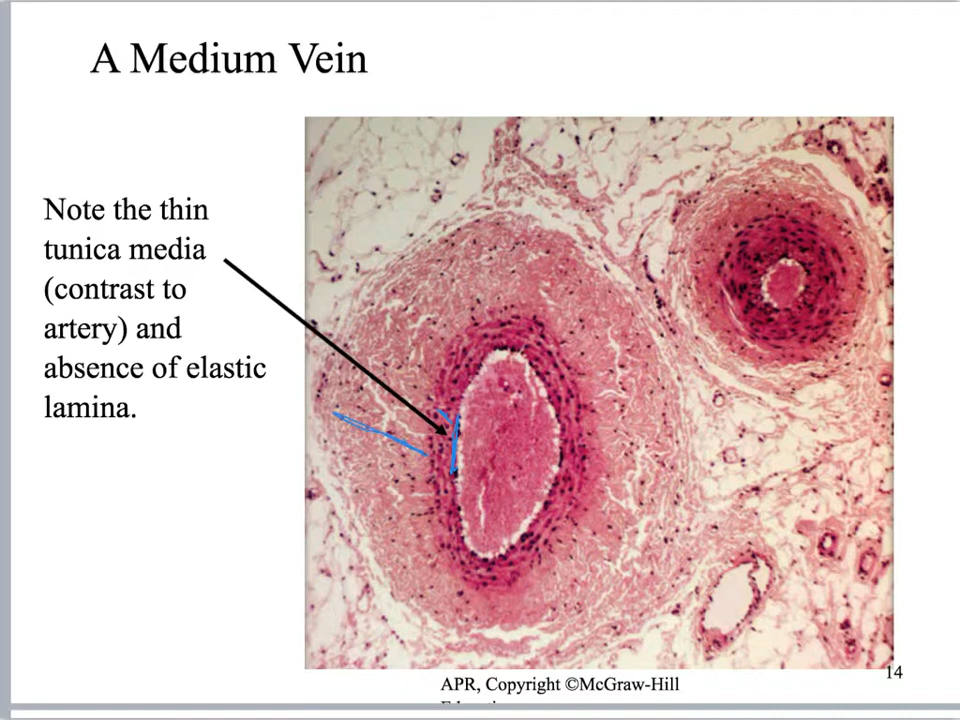 A Medium Vein
Note the thin
tunica media
(contrast to
artery) and
absence of elastic
lamina.
14
APR, Copyright ©McGraw-Hill